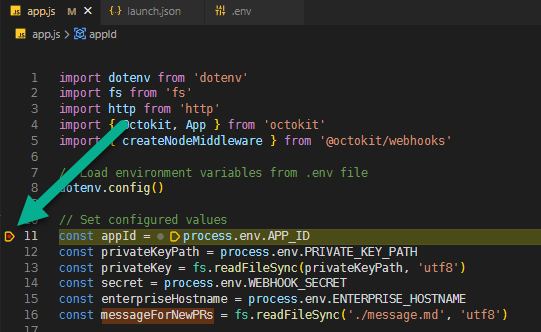 JS app.js M
{..} launch.json
.env
JS app.js > appId
1 import dotenv from 'dotenv'
2 import fs from 'fs'
3 import http from 'http'
4 import { Octokit, App } from 'octokit'
5 import { createNodeMiddleware } from '@octokit/webhooks'
6
7 // Load environment variables from .env file
8 dotenv.config()
// Set configured values
11 const appId = process.env.APP_ID
12 const privateKeyPath = process.env.PRIVATE_KEY_PATH
13 const privateKey = fs.readFileSync(privateKeyPath, 'utf8')
14 const secret = process.env.WEBHOOK_SECRET
15 const enterpriseHostname = process.env.ENTERPRISE_HOSTNAME
16 const messageForNewPRs = fs.readFileSync('./message.md', 'utf8')